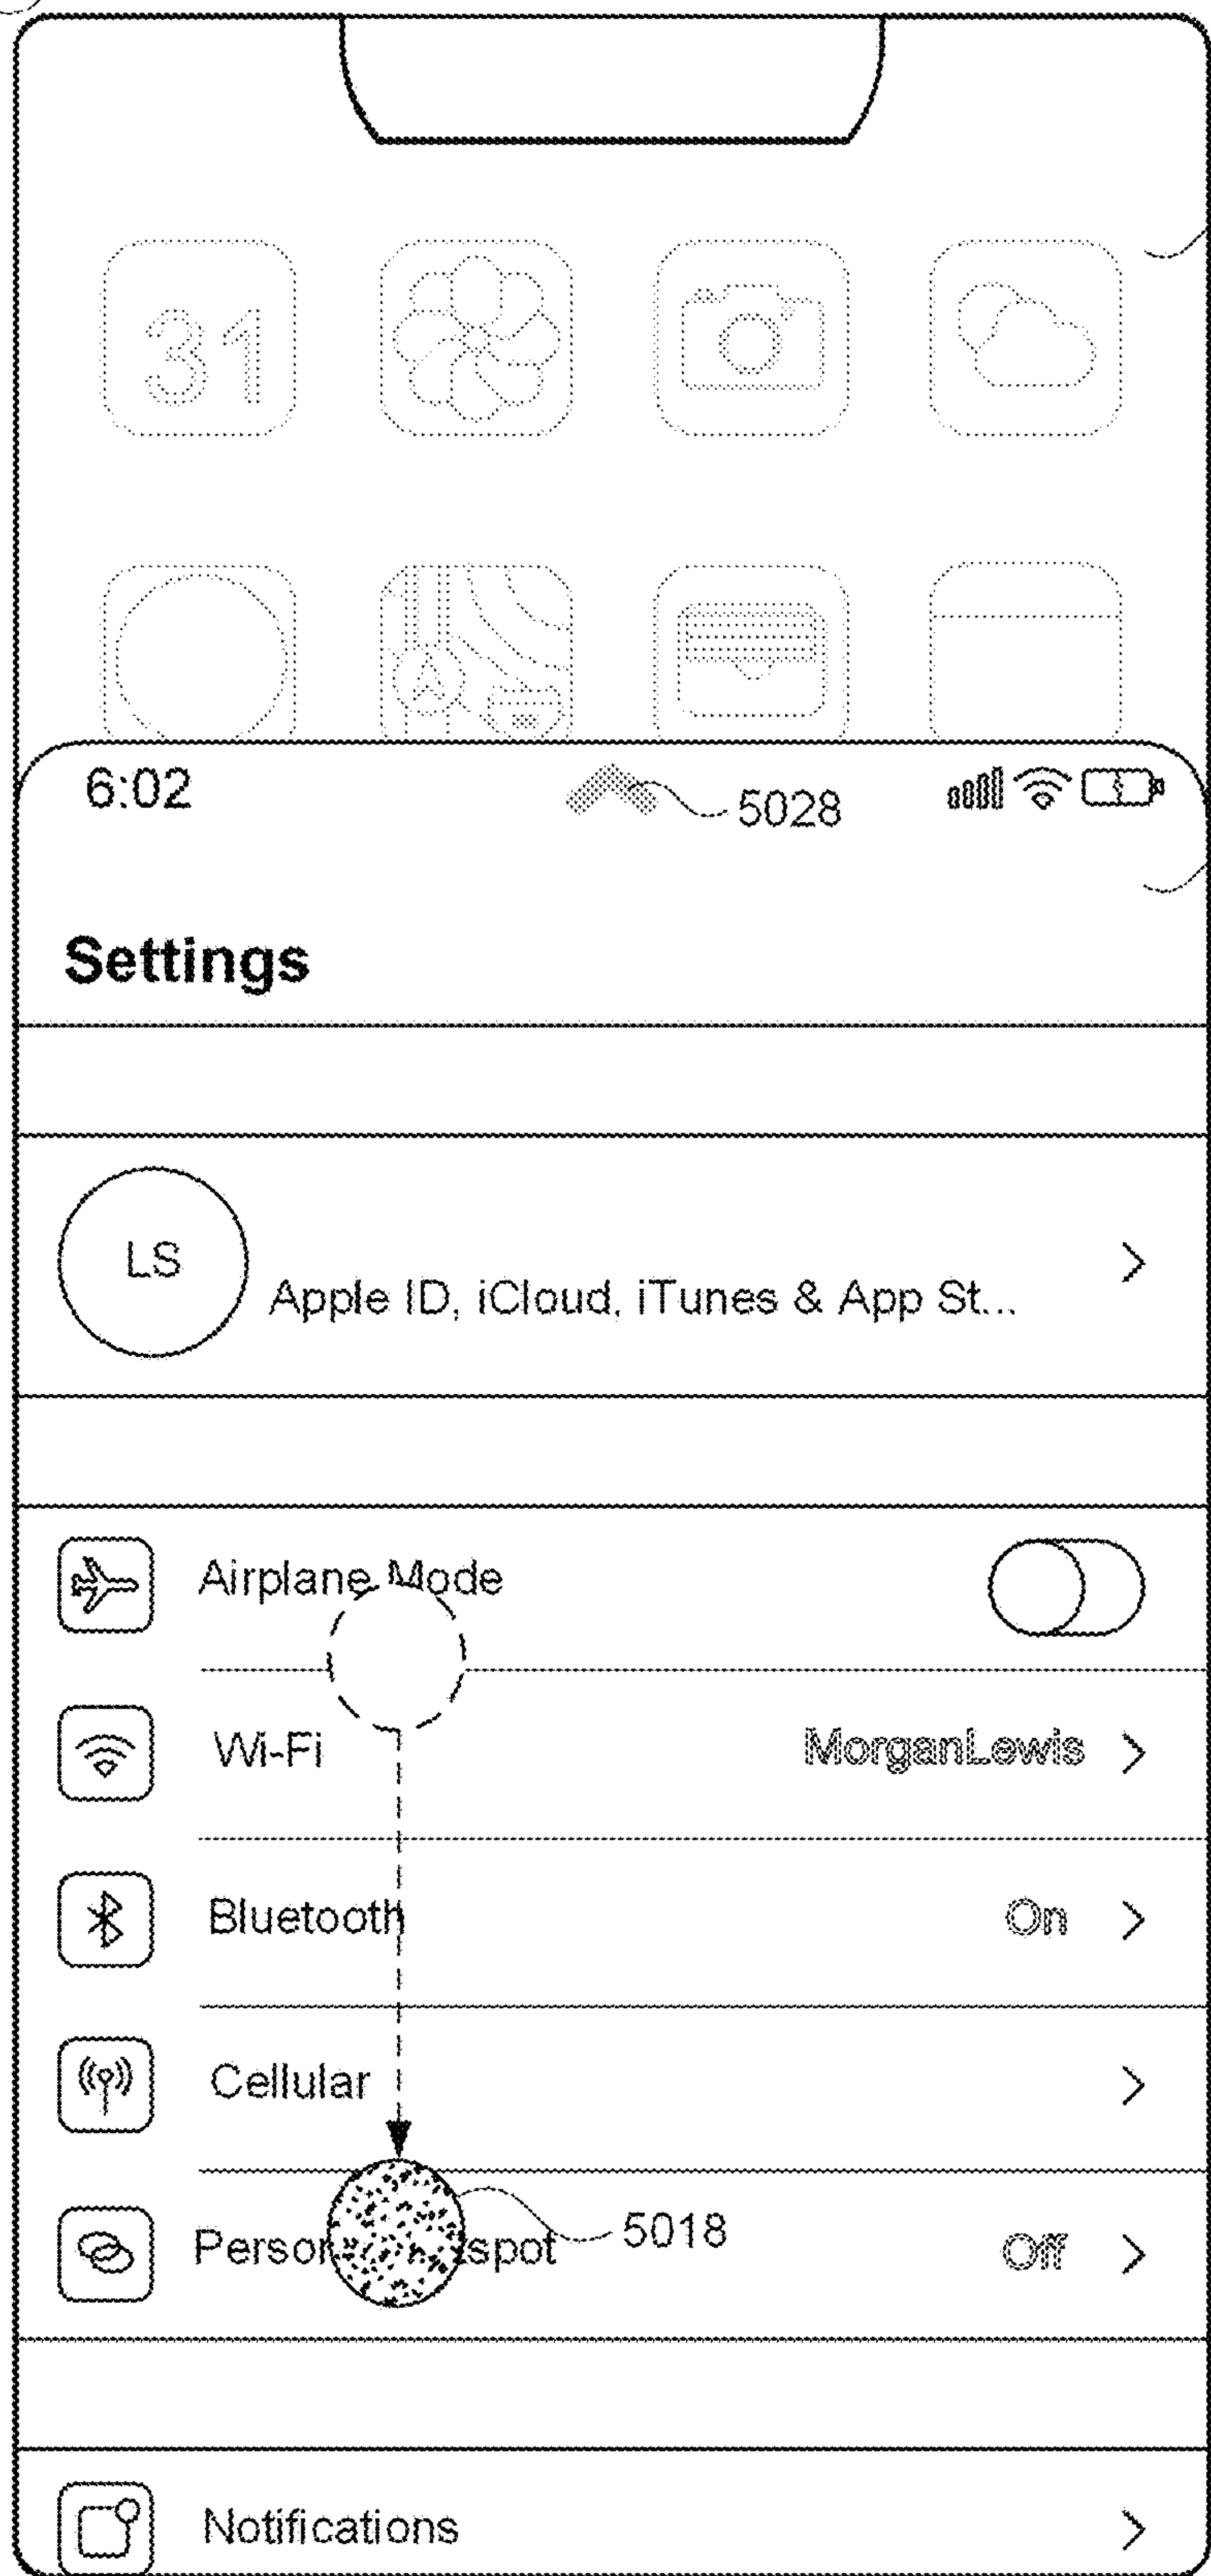 31
6:02
5028
Settings
LS
Apple ID, iCloud, iTunes & App St...
Airplane Mode
Wi-Fi MorganLewis
Bluetooth On
Cellular
5018
Off
Notifications